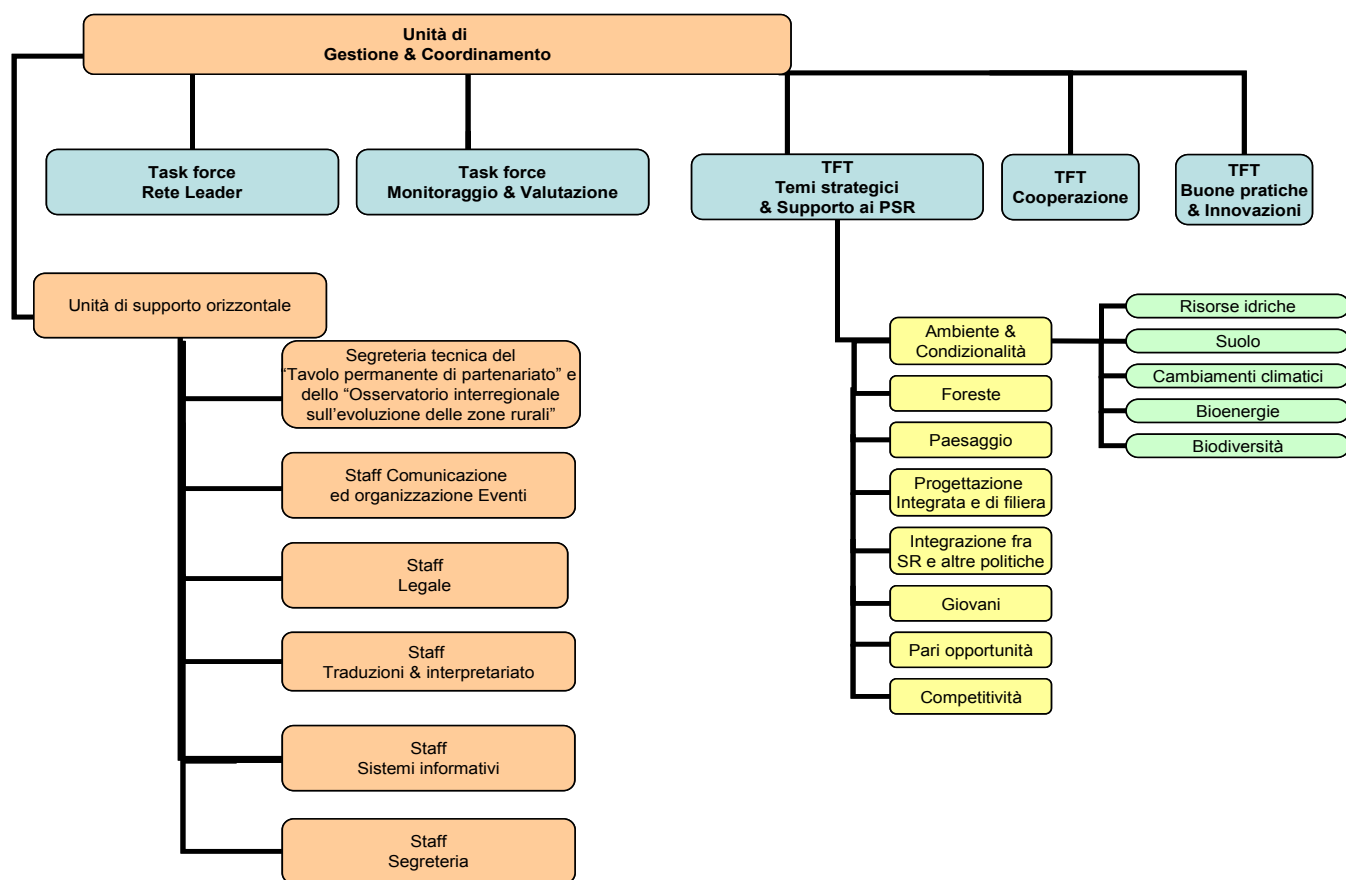 Unità di
Gestione & Coordinamento
Task force
Rete Leader
Task force
Monitoraggio & Valutazione
TFT
Temi strategici
& Supporto ai PSR
TFT
Cooperazione
TFT
Buone pratiche
& Innovazioni
Unità di supporto orizzontale
Segreteria tecnica del
“Tavolo permanente di partenariato” e
dello “Osservatorio interregionale
sull’evoluzione delle zone rurali”
Staff Comunicazione
ed organizzazione Eventi
Staff
Legale
Staff
Traduzioni & interpretariato
Staff
Sistemi informativi
Staff
Segreteria
Ambiente &
Condizionalità
Foreste
Paesaggio
Progettazione
Integrata e di filiera
Integrazione fra
SR e altre politiche
Giovani
Pari opportunità
Competitività
Risorse idriche
Suolo
Cambiamenti climatici
Bioenergie
Biodiversità